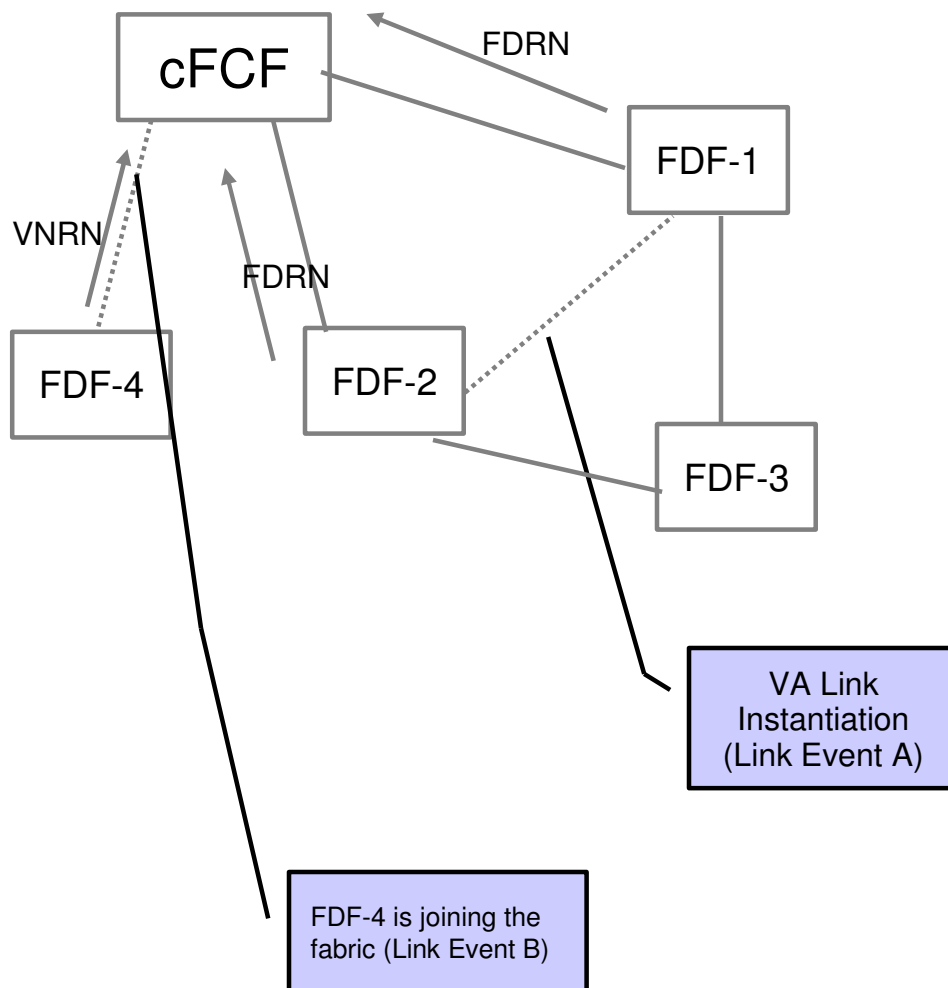 FDRN
cFCF
FDF-1
VNRN
FDRN
FDF-4
FDF-2
FDF-3
VA Link
Instantiation
(Link Event A)
FDF-4 is joining the
fabric (Link Event B)